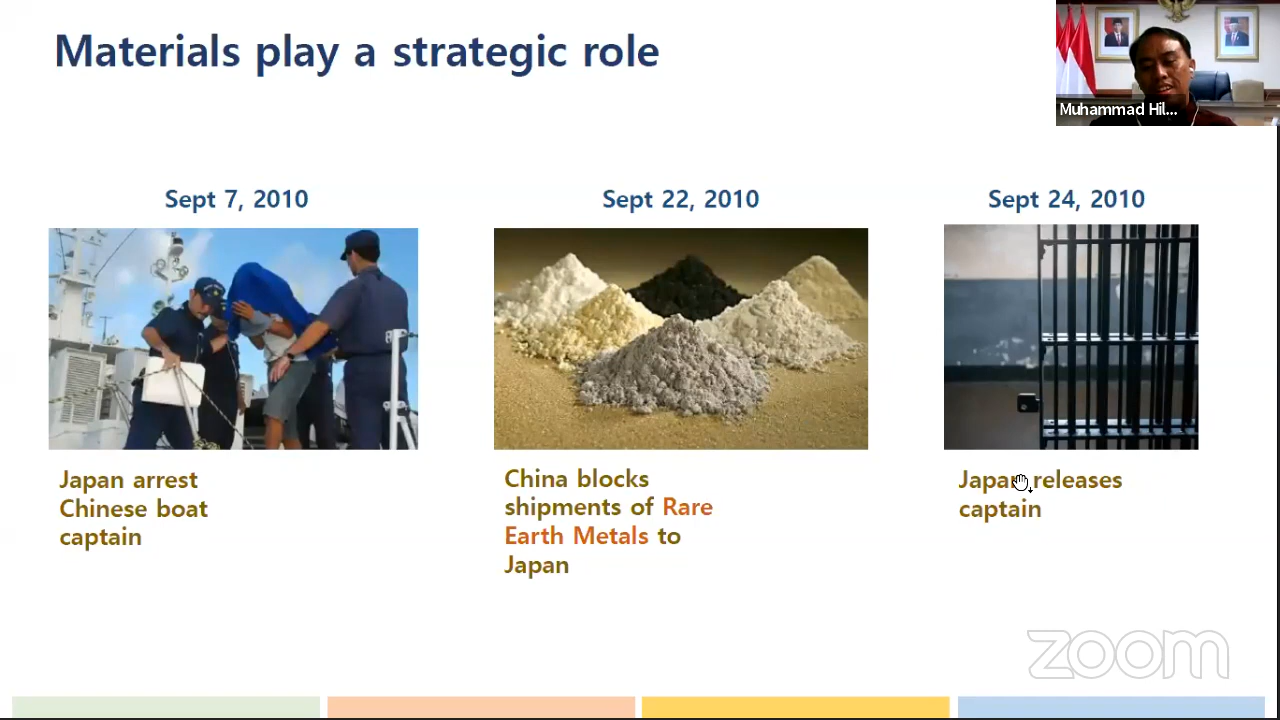 Materials play a strategic role
Muhammad Hil...
Sept 7, 2010
Sept 22, 2010
Sept 24, 2010
Japan arrest
Chinese boat
captain
China blocks
shipments of Rare
Earth Metals to
Japan
Japan releases
captain
zoom